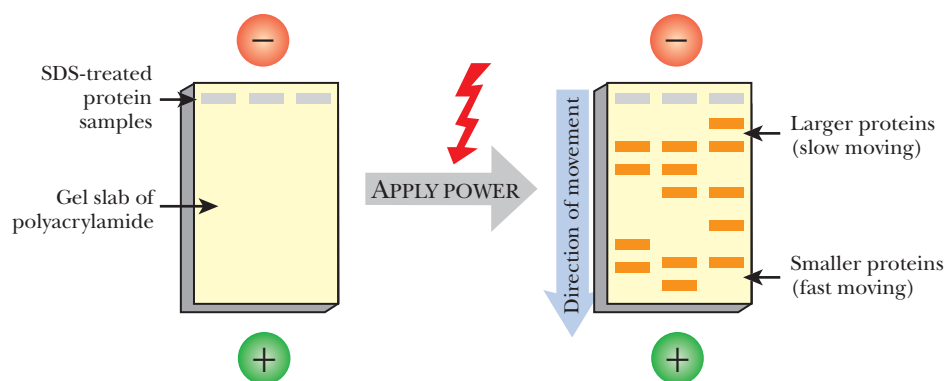 −
−
SDS-treated
protein
samples
Gel slab of
polyacrylamide
APPLY POWER
Direction of movement
Larger proteins
(slow moving)
Smaller proteins
(fast moving)
+
+